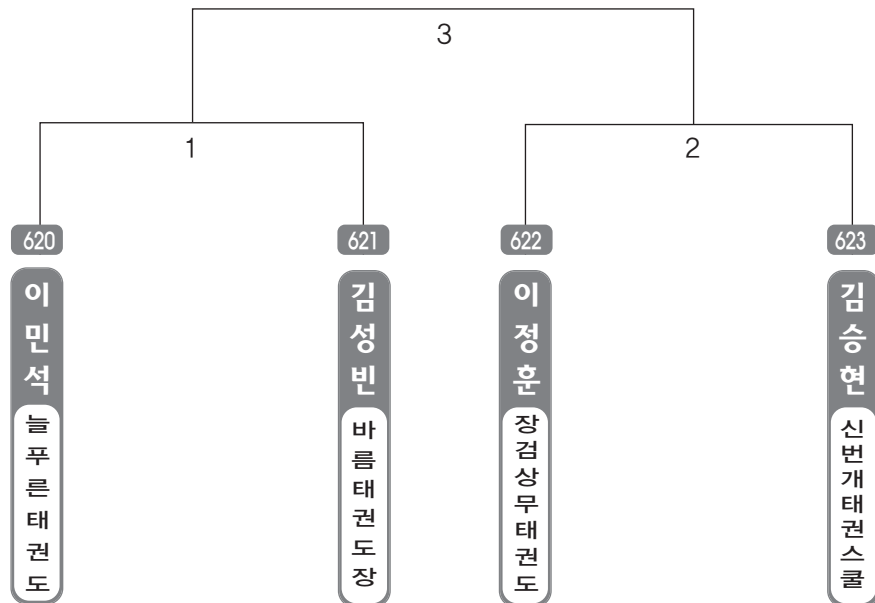 3
1
2
620
621
622
623
이민석
늘푸른태권도
김성빈
바름태권도장
이정훈
장검상무태권도
김승현
신번개태권스쿨